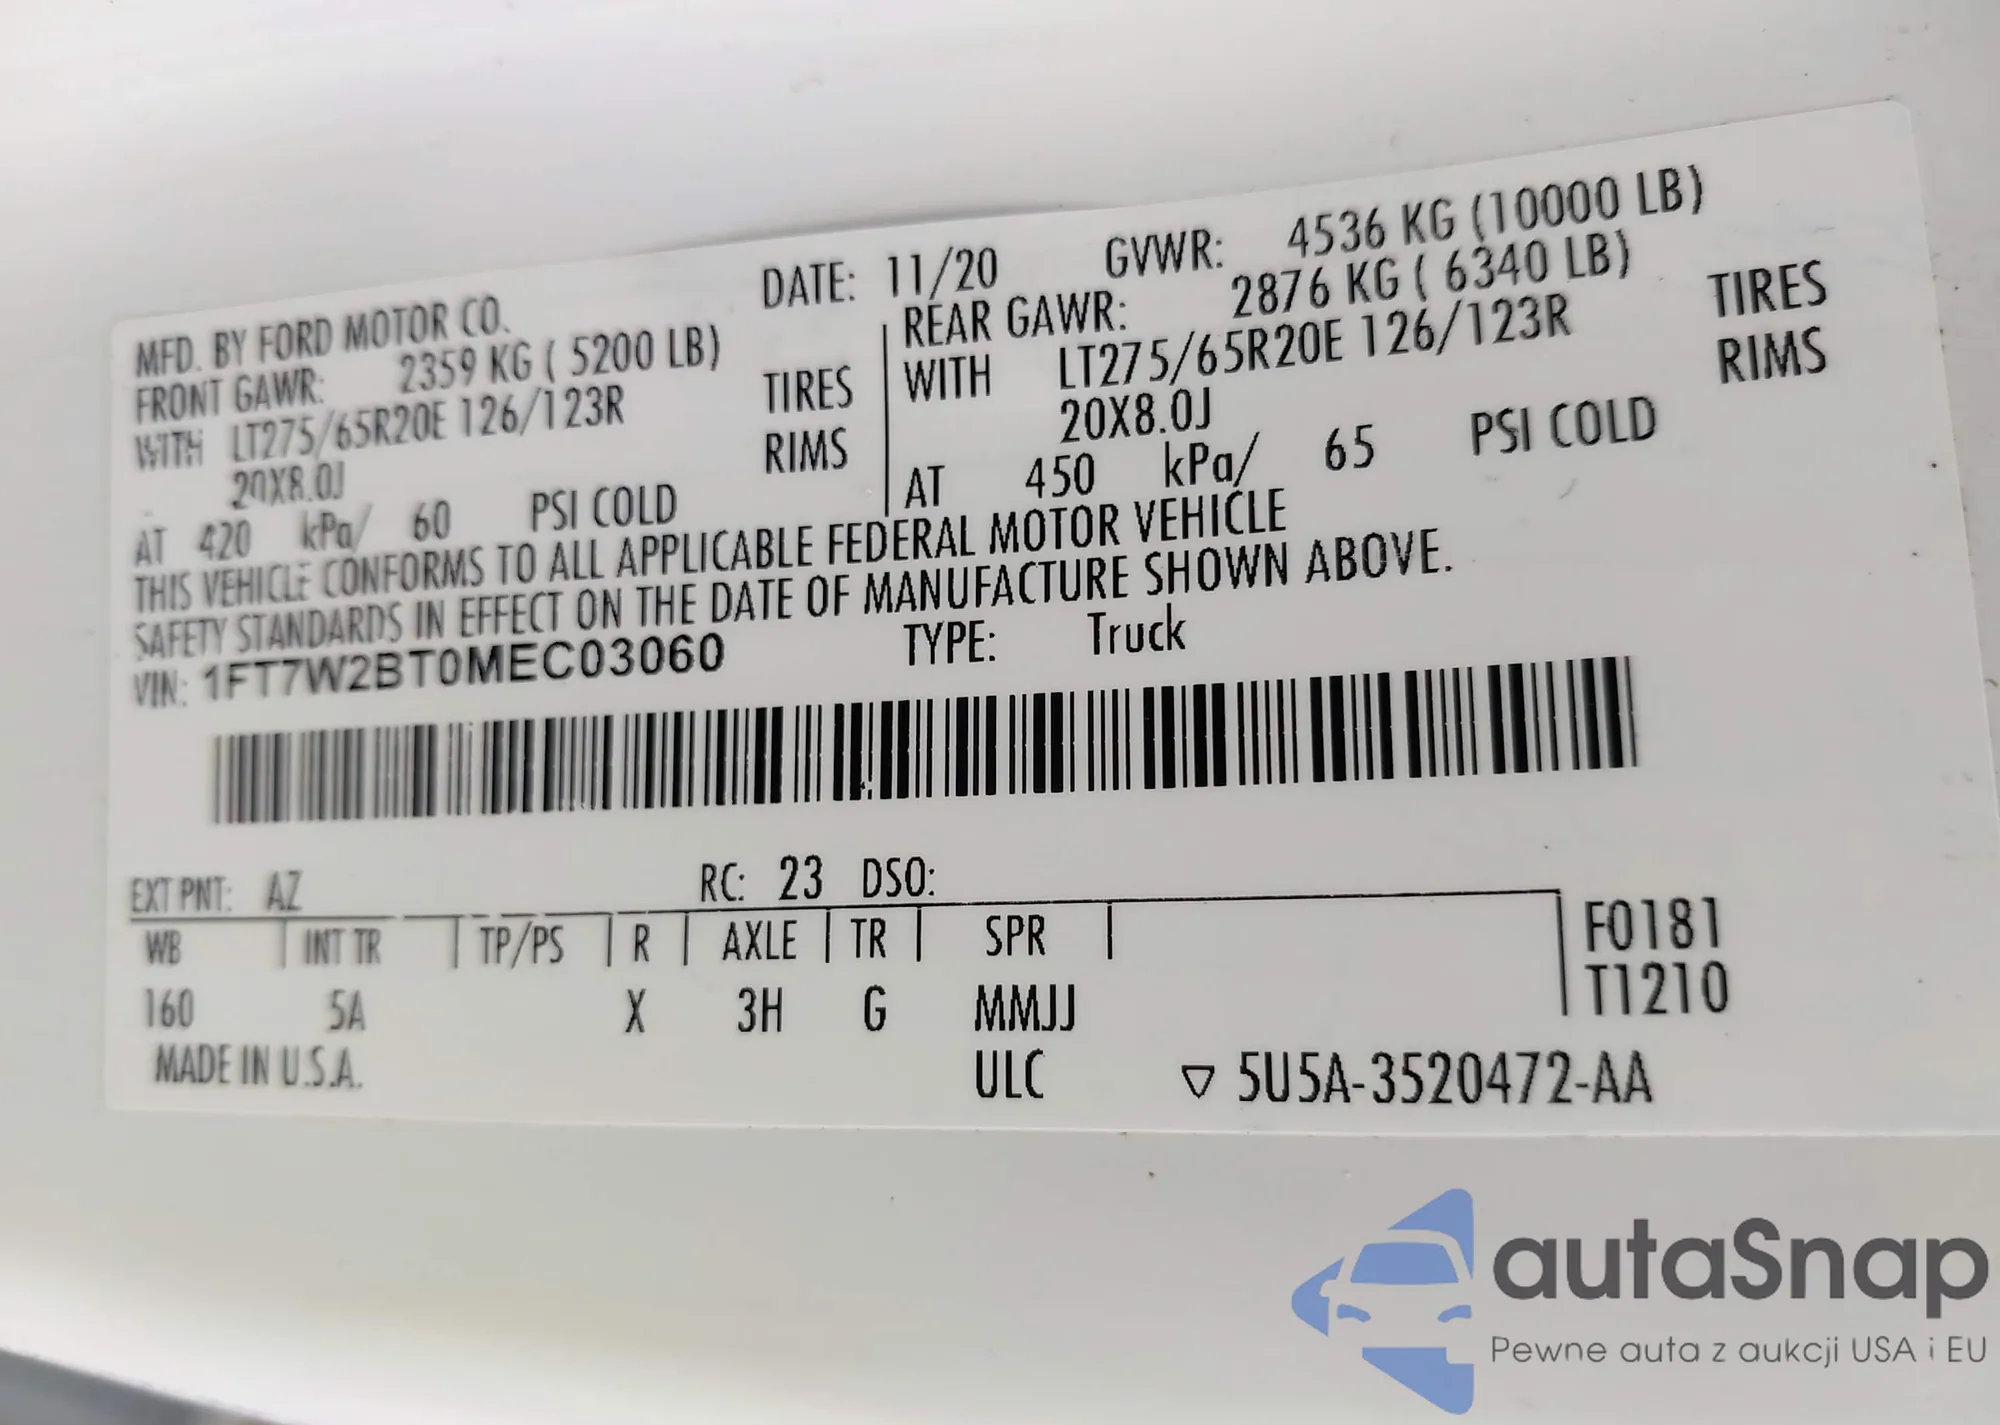 MFD. BY FORD MOTOR CO. DATE: 11/20 GVWR: 4536 KG (10000 LB)
FRONT GAWR: 2359 KG ( 5200 LB) REAR GAWR: 2876 KG ( 6340 LB)
WITH LT275/65R20E 126/123R TIRES WITH LT275/65R20E 126/123R TIRES
20X8.0J RIMS 20X8.0J RIMS
AT 420 kPa/ 60 PSI COLD AT 450 kPa/ 65 PSI COLD
THIS VEHICLE CONFORMS TO ALL APPLICABLE FEDERAL MOTOR VEHICLE
SAFETY STANDARDS IN EFFECT ON THE DATE OF MANUFACTURE SHOWN ABOVE.
VIN: 1FT7W2BT0MEC03060 TYPE: Truck
EXT PNT: AZ RC: 23 DSO:
WB INT TR TP/PS R AXLE TR SPR F0181
160 5A X 3H G MMJJ T1210
MADE IN U.S.A. ULC ▽ 5U5A-3520472-AA
autaSnap
Pewne auta z aukcji USA i EU